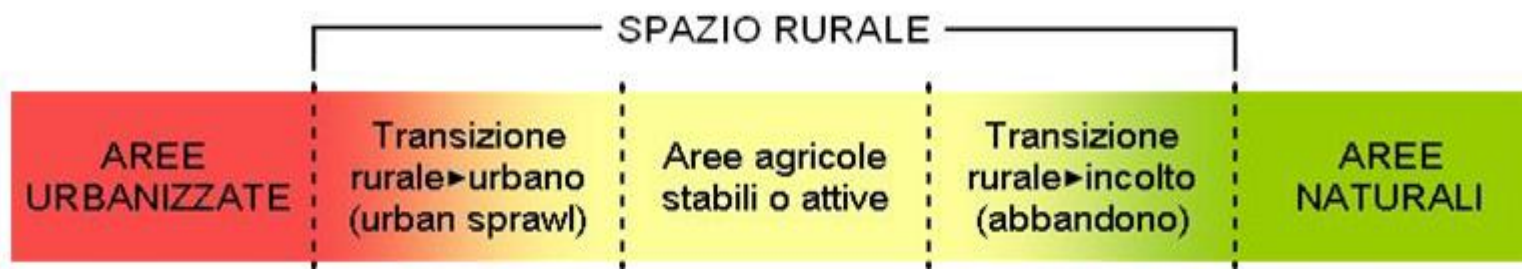 SPAZIO RURALE
AREE
URBANIZZATE
Transizione
rurale▸urbano
(urban sprawl)
Aree agricole
stabili o attive
Transizione
rurale▸incolto
(abbandono)
AREE
NATURALI